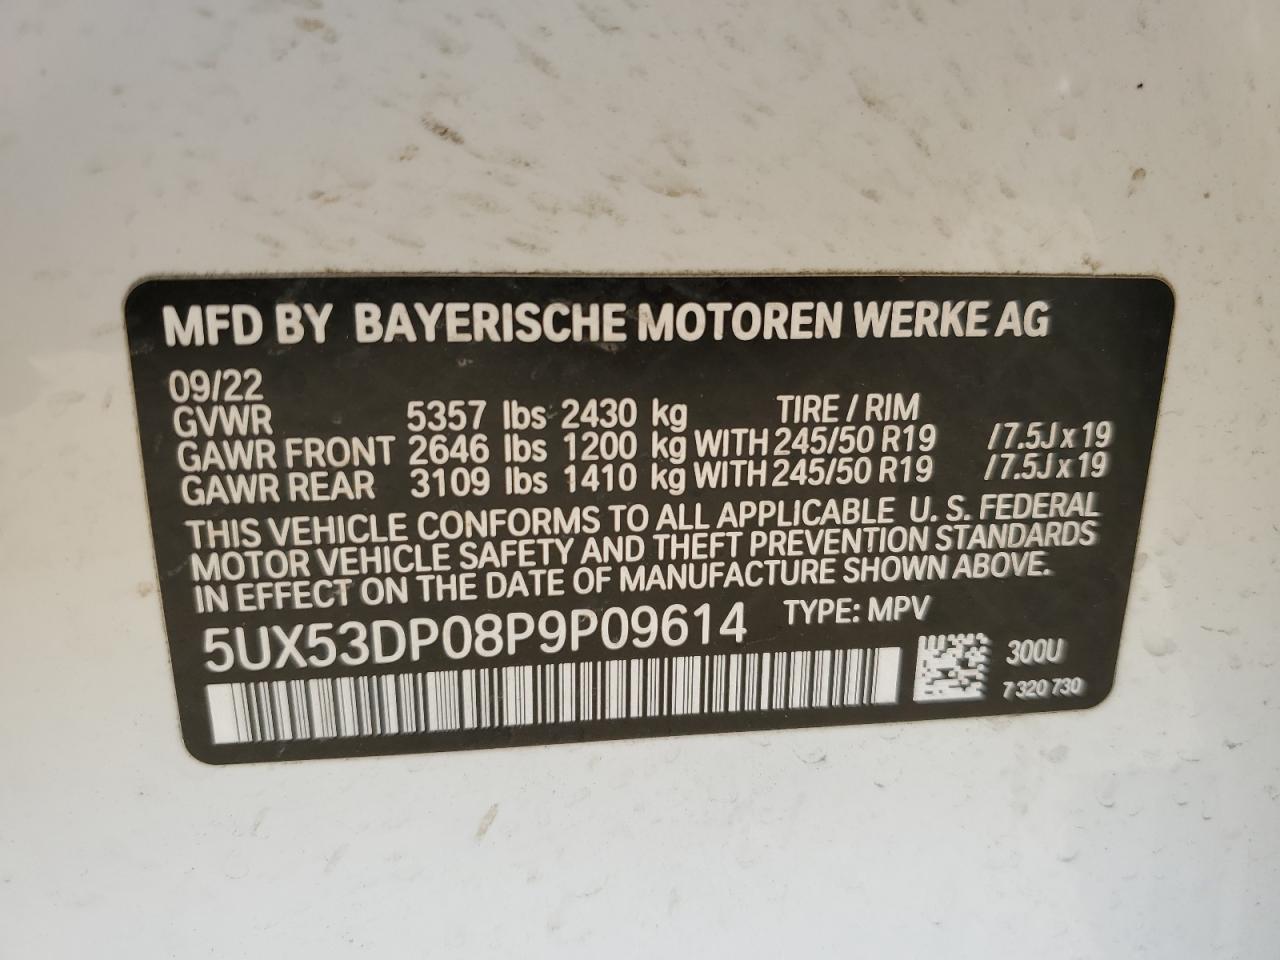 MFD BY BAYERISCHE MOTOREN WERKE AG
09/22
GVWR 5357 lbs 2430 kg TIRE / RIM
GAWR FRONT 2646 lbs 1200 kg WITH 245/50 R19 /7.5J x 19
GAWR REAR 3109 lbs 1410 kg WITH 245/50 R19 /7.5J x 19
THIS VEHICLE CONFORMS TO ALL APPLICABLE U. S. FEDERAL
MOTOR VEHICLE SAFETY AND THEFT PREVENTION STANDARDS
IN EFFECT ON THE DATE OF MANUFACTURE SHOWN ABOVE.
5UX53DP08P9P09614 TYPE: MPV
300U
7 320 730